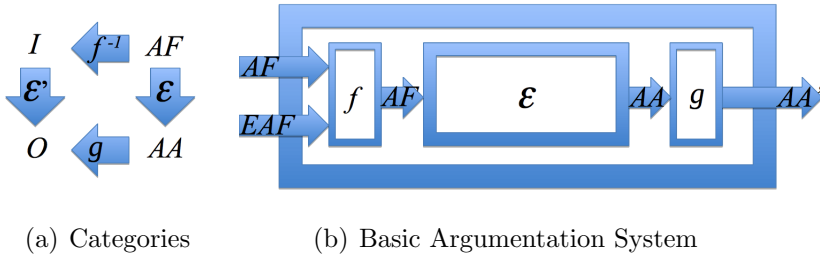 I f⁻¹ AF
ε’ ε
O g AA
AF
EAF
f AF ε AA g AA’
(a) Categories
(b) Basic Argumentation System